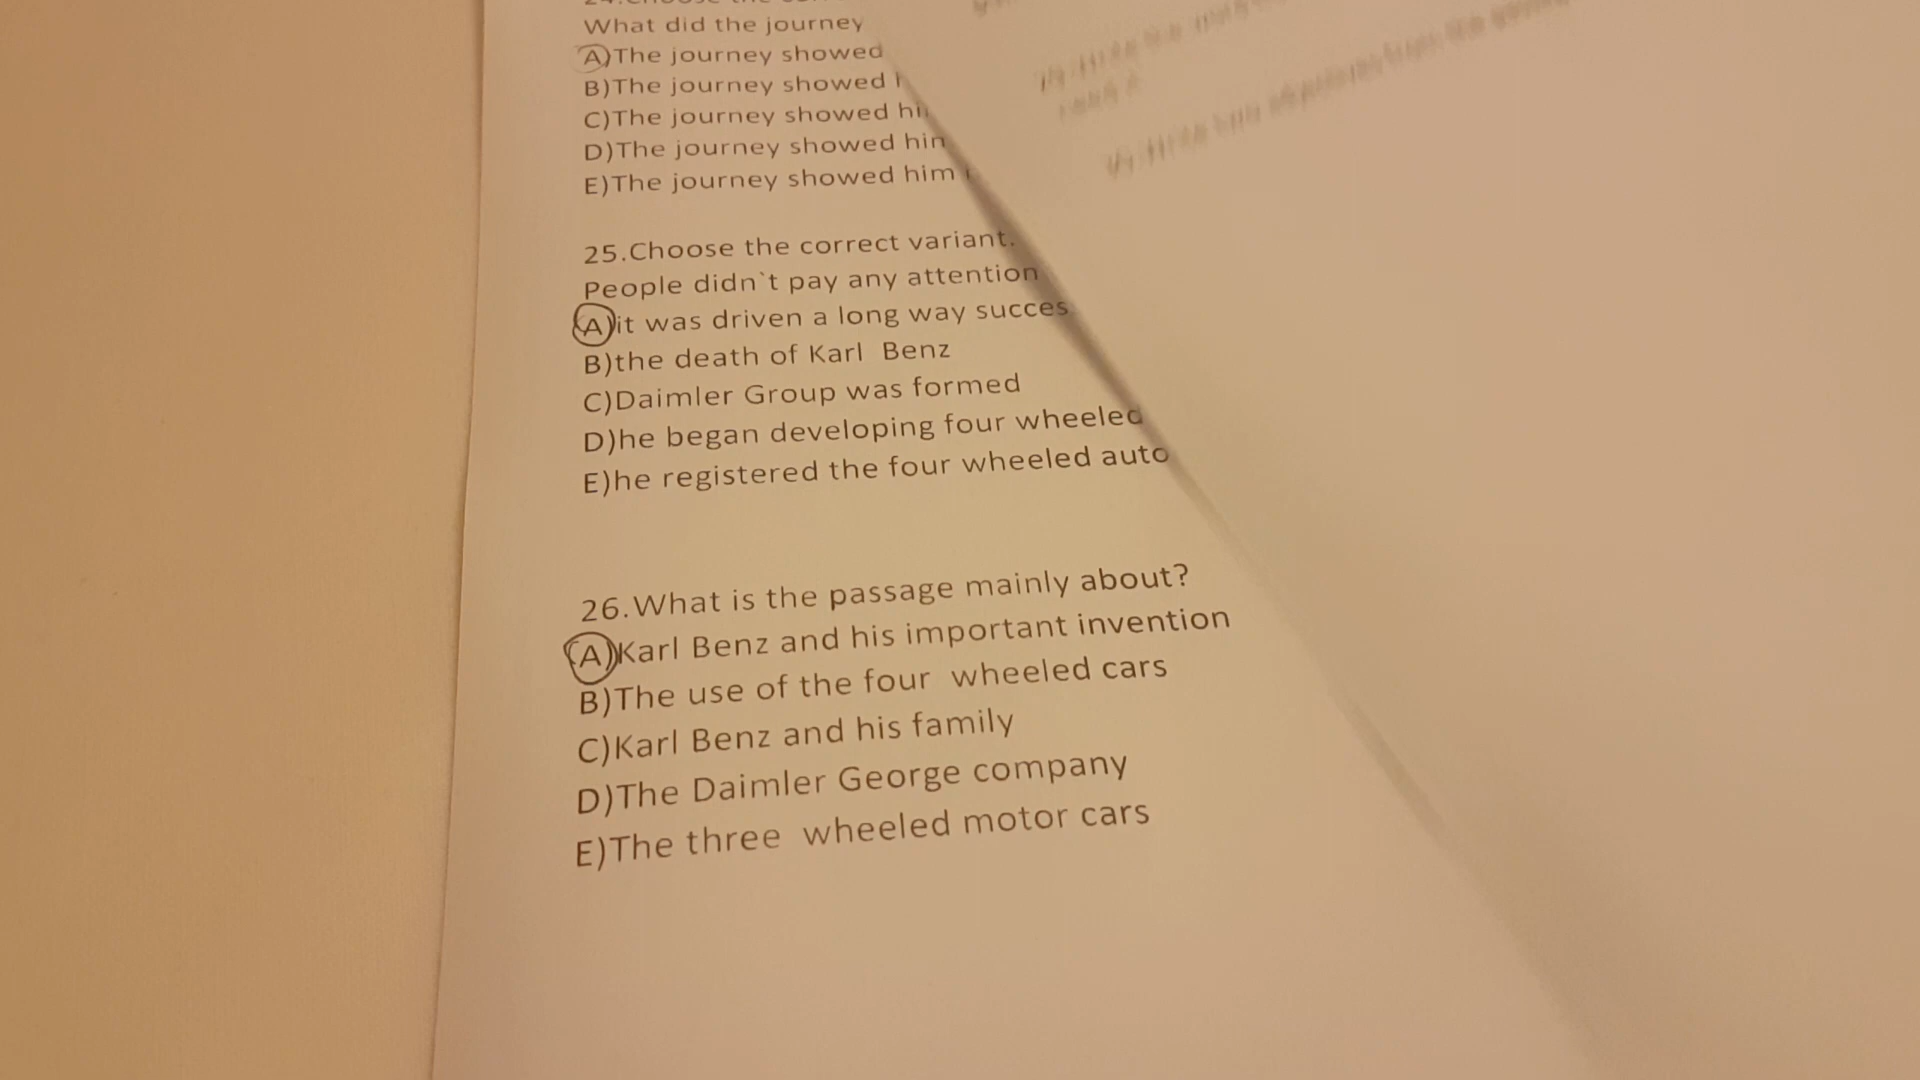 What did the journey
A)The journey showed
B)The journey showed
C)The journey showed
D)The journey showed
E)The journey showed him
25.Choose the correct variant.
People didn`t pay any attention
A)it was driven a long way
B)the death of Karl Benz
C)Daimler Group was formed
D)he began developing four wheeled
E)he registered the four wheeled auto
26.What is the passage mainly about?
A)Karl Benz and his important invention
B)The use of the four wheeled cars
C)Karl Benz and his family
D)The Daimler George company
E)The three wheeled motor cars